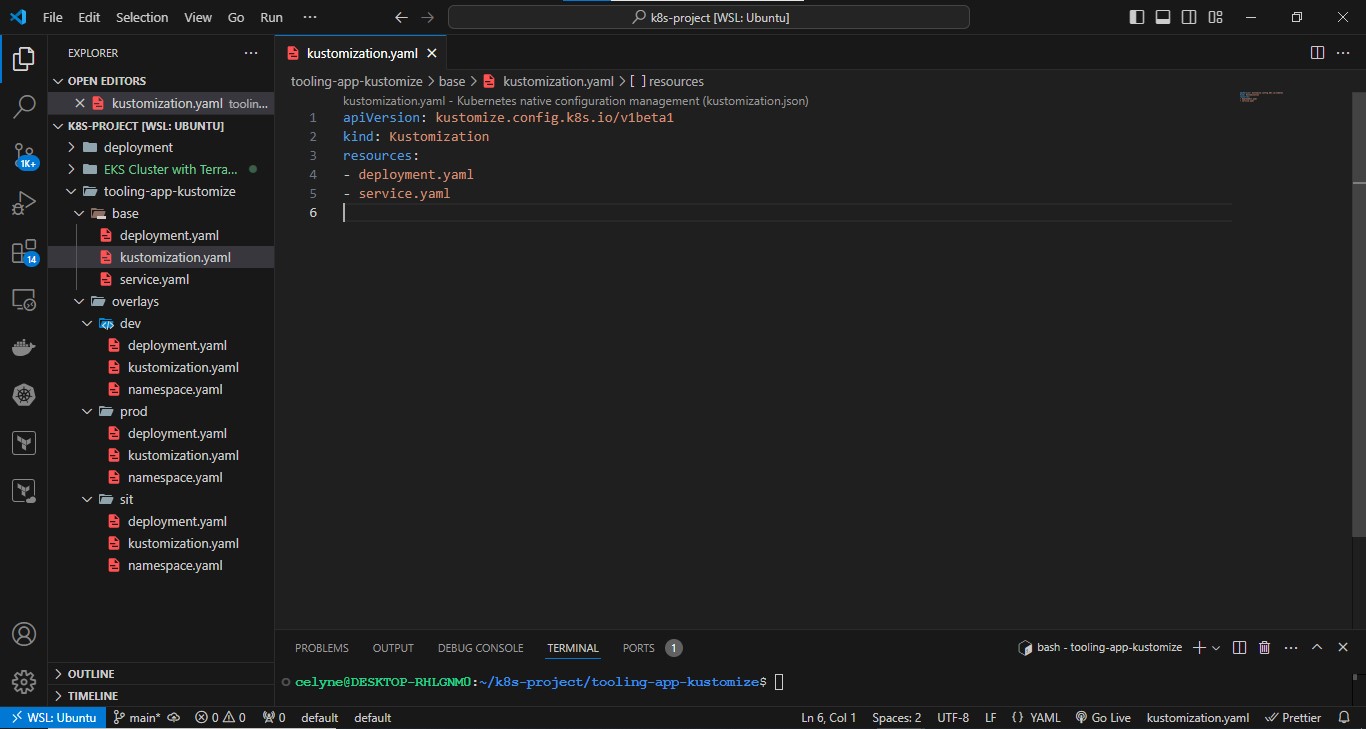 File Edit Selection View Go Run ···
k8s-project [WSL: Ubuntu]
EXPLORER
OPEN EDITORS
kustomization.yaml toolin...
K8S-PROJECT [WSL: UBUNTU]
deployment
EKS Cluster with Terra...
tooling-app-kustomize
base
deployment.yaml
kustomization.yaml
service.yaml
overlays
dev
deployment.yaml
kustomization.yaml
namespace.yaml
prod
deployment.yaml
kustomization.yaml
namespace.yaml
sit
deployment.yaml
kustomization.yaml
namespace.yaml
OUTLINE
TIMELINE
1K+
14
kustomization.yaml
tooling-app-kustomize > base > kustomization.yaml > [ ] resources
kustomization.yaml - Kubernetes native configuration management (kustomization.json)
1 apiVersion: kustomize.config.k8s.io/v1beta1
2 kind: Kustomization
3 resources:
4 - deployment.yaml
5 - service.yaml
6
PROBLEMS OUTPUT DEBUG CONSOLE TERMINAL PORTS 1
bash - tooling-app-kustomize
celyne@DESKTOP-RHLGNM0:~/k8s-project/tooling-app-kustomize$
WSL: Ubuntu main* 0 0 0 default default
Ln 6, Col 1 Spaces: 2 UTF-8 LF {} YAML Go Live kustomization.yaml Prettier